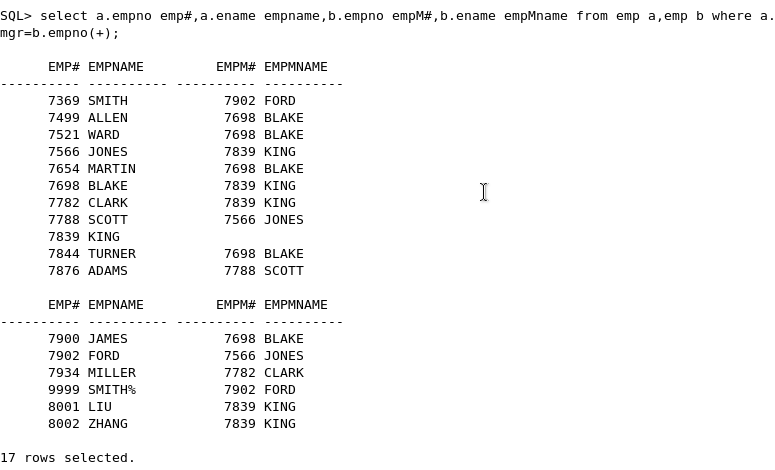 SQL> select a.empno emp#,a.ename empname,b.empno empM#,b.ename empMname from emp a,emp b where a.
mgr=b.empno(+);
      EMP# EMPNAME         EMPM# EMPMNAME
---------- ---------- ---------- ----------
      7369 SMITH            7902 FORD
      7499 ALLEN            7698 BLAKE
      7521 WARD             7698 BLAKE
      7566 JONES            7839 KING
      7654 MARTIN           7698 BLAKE
      7698 BLAKE            7839 KING
      7782 CLARK            7839 KING
      7788 SCOTT            7566 JONES
      7839 KING
      7844 TURNER           7698 BLAKE
      7876 ADAMS            7788 SCOTT
      EMP# EMPNAME         EMPM# EMPMNAME
---------- ---------- ---------- ----------
      7900 JAMES            7698 BLAKE
      7902 FORD             7566 JONES
      7934 MILLER           7782 CLARK
      9999 SMITH%           7902 FORD
      8001 LIU              7839 KING
      8002 ZHANG            7839 KING
17 rows selected.